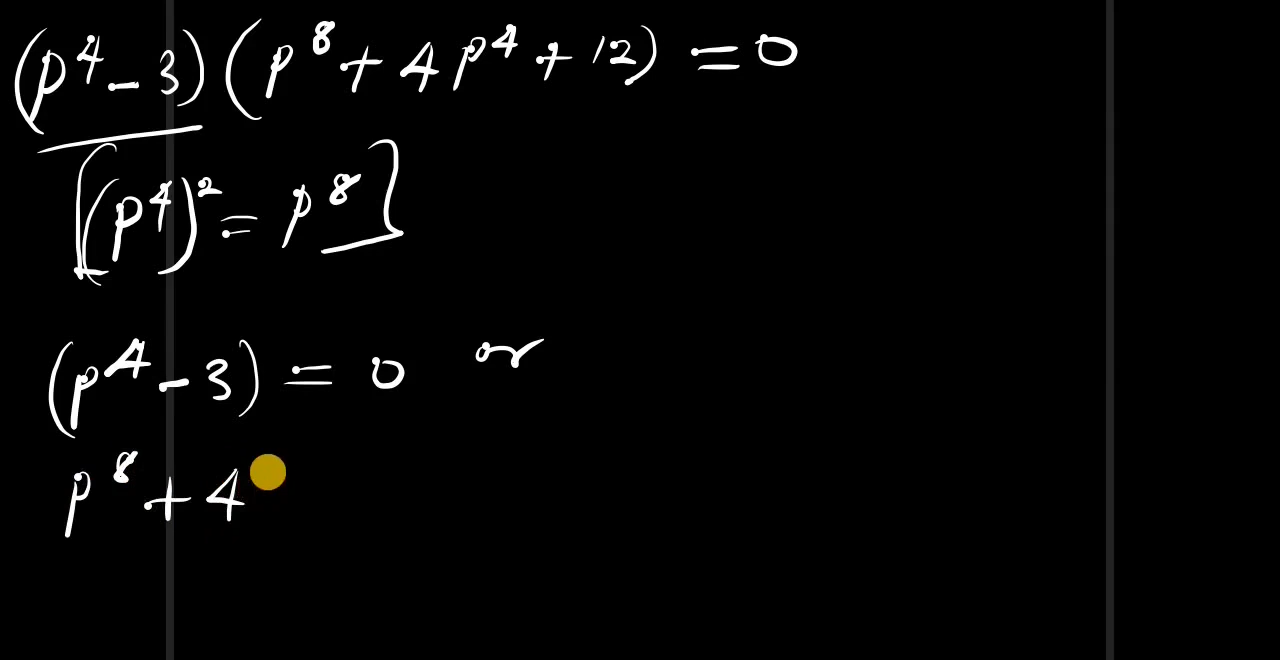 (p⁴ - 3)(p⁸ + 4p⁴ + 12) = 0
[(p⁴)² = p⁸]
(p⁴ - 3) = 0 or
p⁸ + 4